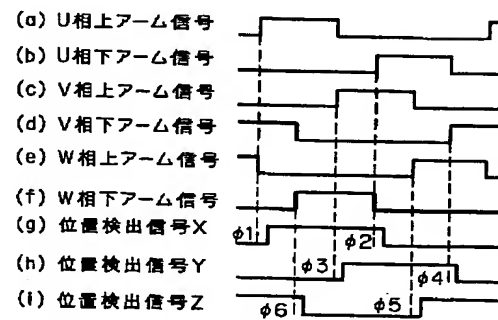 (a) U相上アーム信号
(b) U相下アーム信号
(c) V相上アーム信号
(d) V相下アーム信号
(e) W相上アーム信号
(f) W相下アーム信号
(g) 位置検出信号X
φ1 φ2
(h) 位置検出信号Y
φ3 φ4
(i) 位置検出信号Z
φ6 φ5